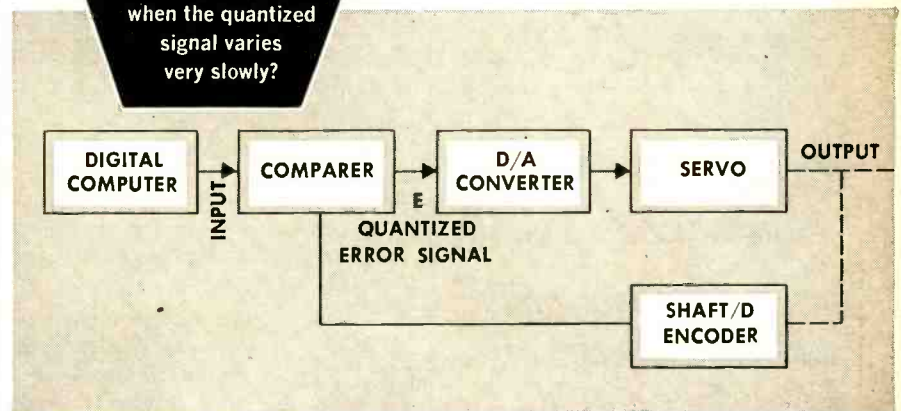 when the quantized
signal varies
very slowly?
DIGITAL
COMPUTER
INPUT
COMPARER
E
QUANTIZED
ERROR SIGNAL
D/A
CONVERTER
SERVO
OUTPUT
SHAFT/D
ENCODER